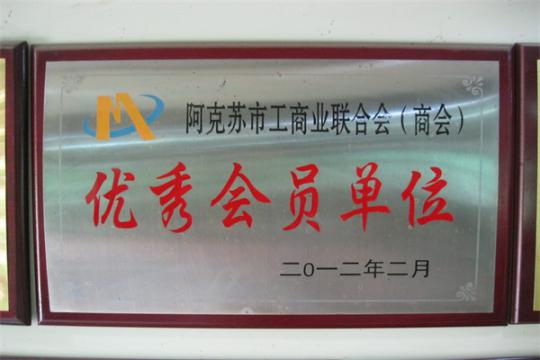 阿克苏市工商业联合会（商会）
优秀会员单位
二〇一二年二月